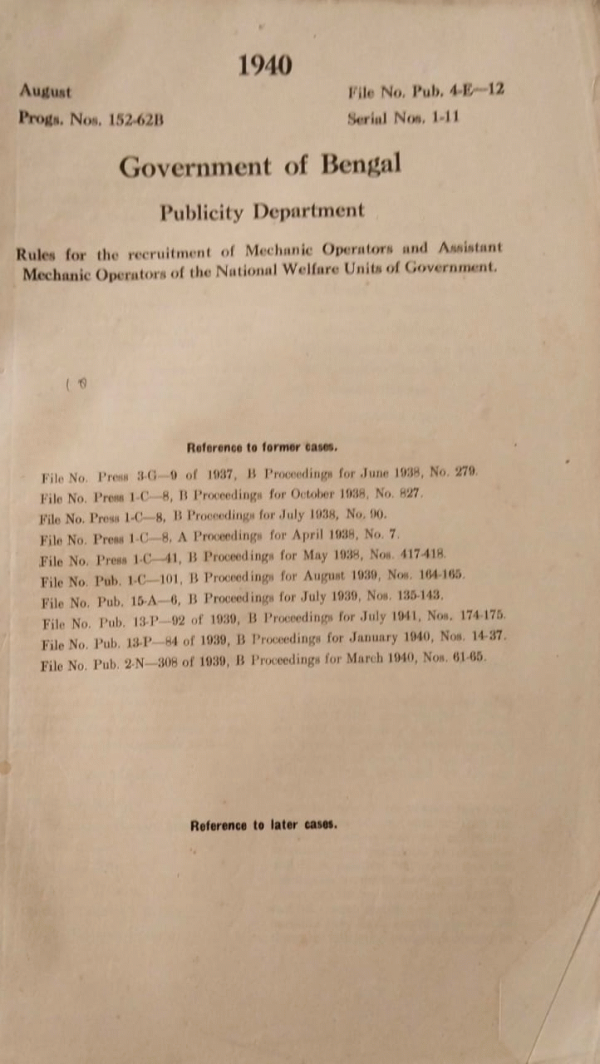 1940
August
File No. Pub. 4-E—12
Progs. Nos. 152-62B
Serial Nos. 1-11
Government of Bengal
Publicity Department
Rules for the recruitment of Mechanic Operators and Assistant
Mechanic Operators of the National Welfare Units of Government.
Reference to former cases.
File No. Press 3-G—9 of 1937, B Proceedings for June 1938, No. 279.
File No. Press 1-C—8, B Proceedings for October 1938, No. 827.
File No. Press 1-C—8, B Proceedings for July 1938, No. 90.
File No. Press 1-C—8, A Proceedings for April 1938, No. 7.
File No. Press 1-C—41, B Proceedings for May 1938, Nos. 417-418.
File No. Pub. 1-C—101, B Proceedings for August 1939, Nos. 164-165.
File No. Pub. 15-A—6, B Proceedings for July 1939, Nos. 135-143.
File No. Pub. 13-P—92 of 1939, B Proceedings for July 1941, Nos. 174-175.
File No. Pub. 13-P—84 of 1939, B Proceedings for January 1940, Nos. 14-37.
File No. Pub. 2-N—308 of 1939, B Proceedings for March 1940, Nos. 61-65.
Reference to later cases.